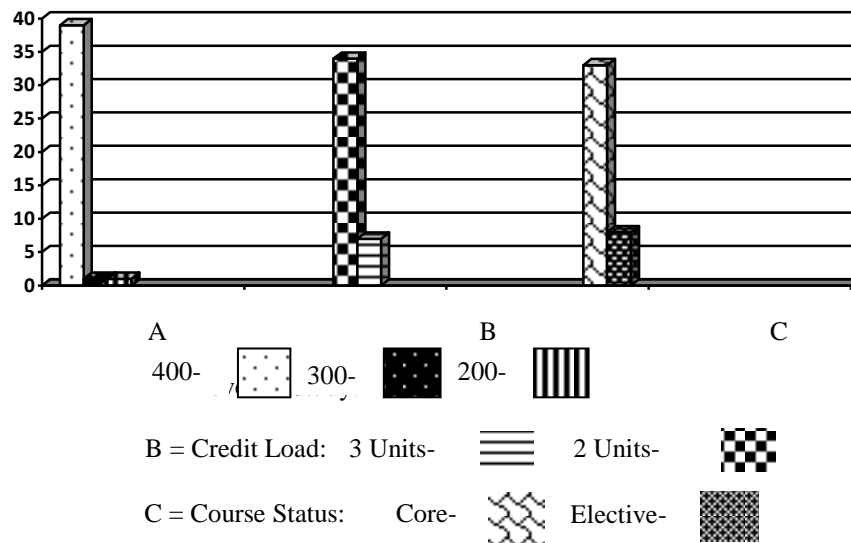 40
35
30
25
20
15
10
5
0
A B C
400- 300- 200-
B = Credit Load: 3 Units- 2 Units-
C = Course Status: Core- Elective-